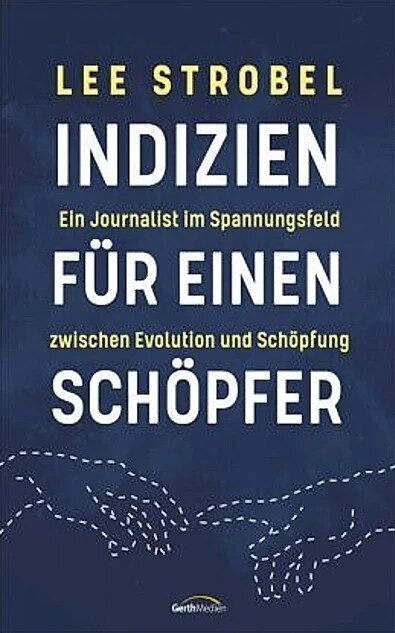 LEE STROBEL
INDIZIEN
Ein Journalist im Spannungsfeld
FÜR EINEN
zwischen Evolution und Schöpfung
SCHÖPFER
GerthMedien